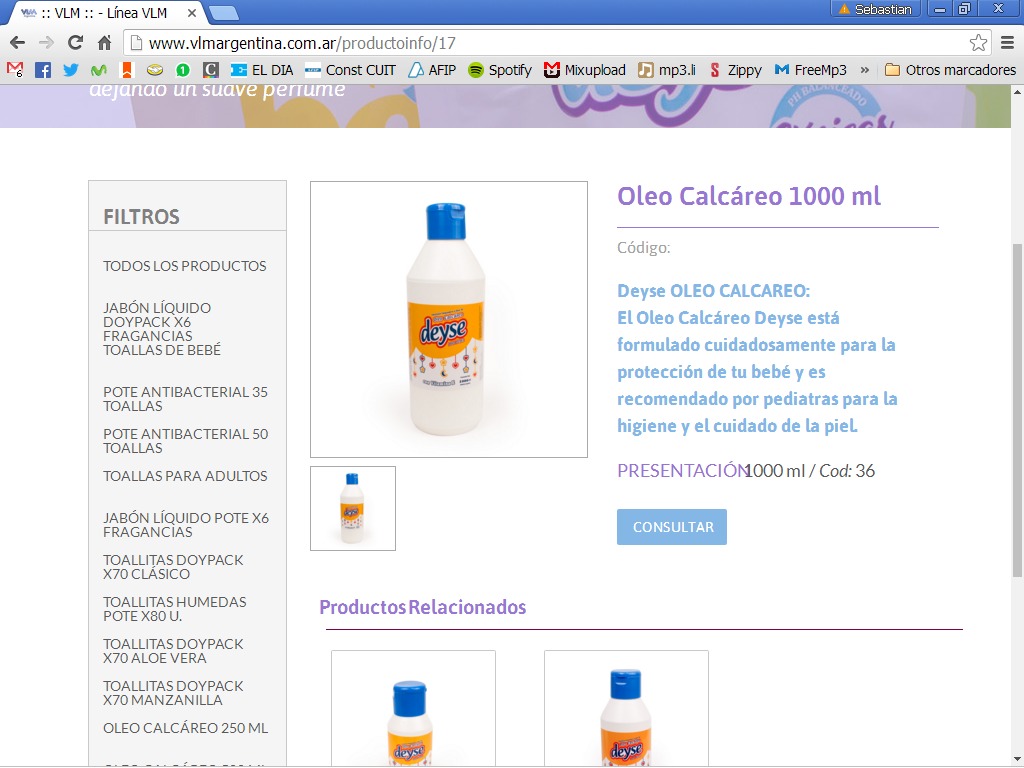 :: VLM :: - Línea VLM
Sebastian
www.vlmargentina.com.ar/productoinfo/17
EL DIA
Const CUIT
AFIP
Spotify
Mixupload
mp3.li
Zippy
FreeMp3
»
Otros marcadores
dejando un suave perfume
PH BALANCEADO
FILTROS
TODOS LOS PRODUCTOS
JABÓN LÍQUIDO
DOYPACK X6
FRAGANCIAS
TOALLAS DE BEBÉ
POTE ANTIBACTERIAL 35
TOALLAS
POTE ANTIBACTERIAL 50
TOALLAS
TOALLAS PARA ADULTOS
JABÓN LÍQUIDO POTE X6
FRAGANCIAS
TOALLITAS DOYPACK
X70 CLÁSICO
TOALLITAS HUMEDAS
POTE X80 U.
TOALLITAS DOYPACK
X70 ALOE VERA
TOALLITAS DOYPACK
X70 MANZANILLA
OLEO CALCÁREO 250 ML
deyse
Oleo Calcáreo 1000 ml
Código:
Deyse OLEO CALCAREO:
El Oleo Calcáreo Deyse está
formulado cuidadosamente para la
protección de tu bebé y es
recomendado por pediatras para la
higiene y el cuidado de la piel.
PRESENTACIÓN 1000 ml / Cod: 36
CONSULTAR
Productos Relacionados
deyse
deyse